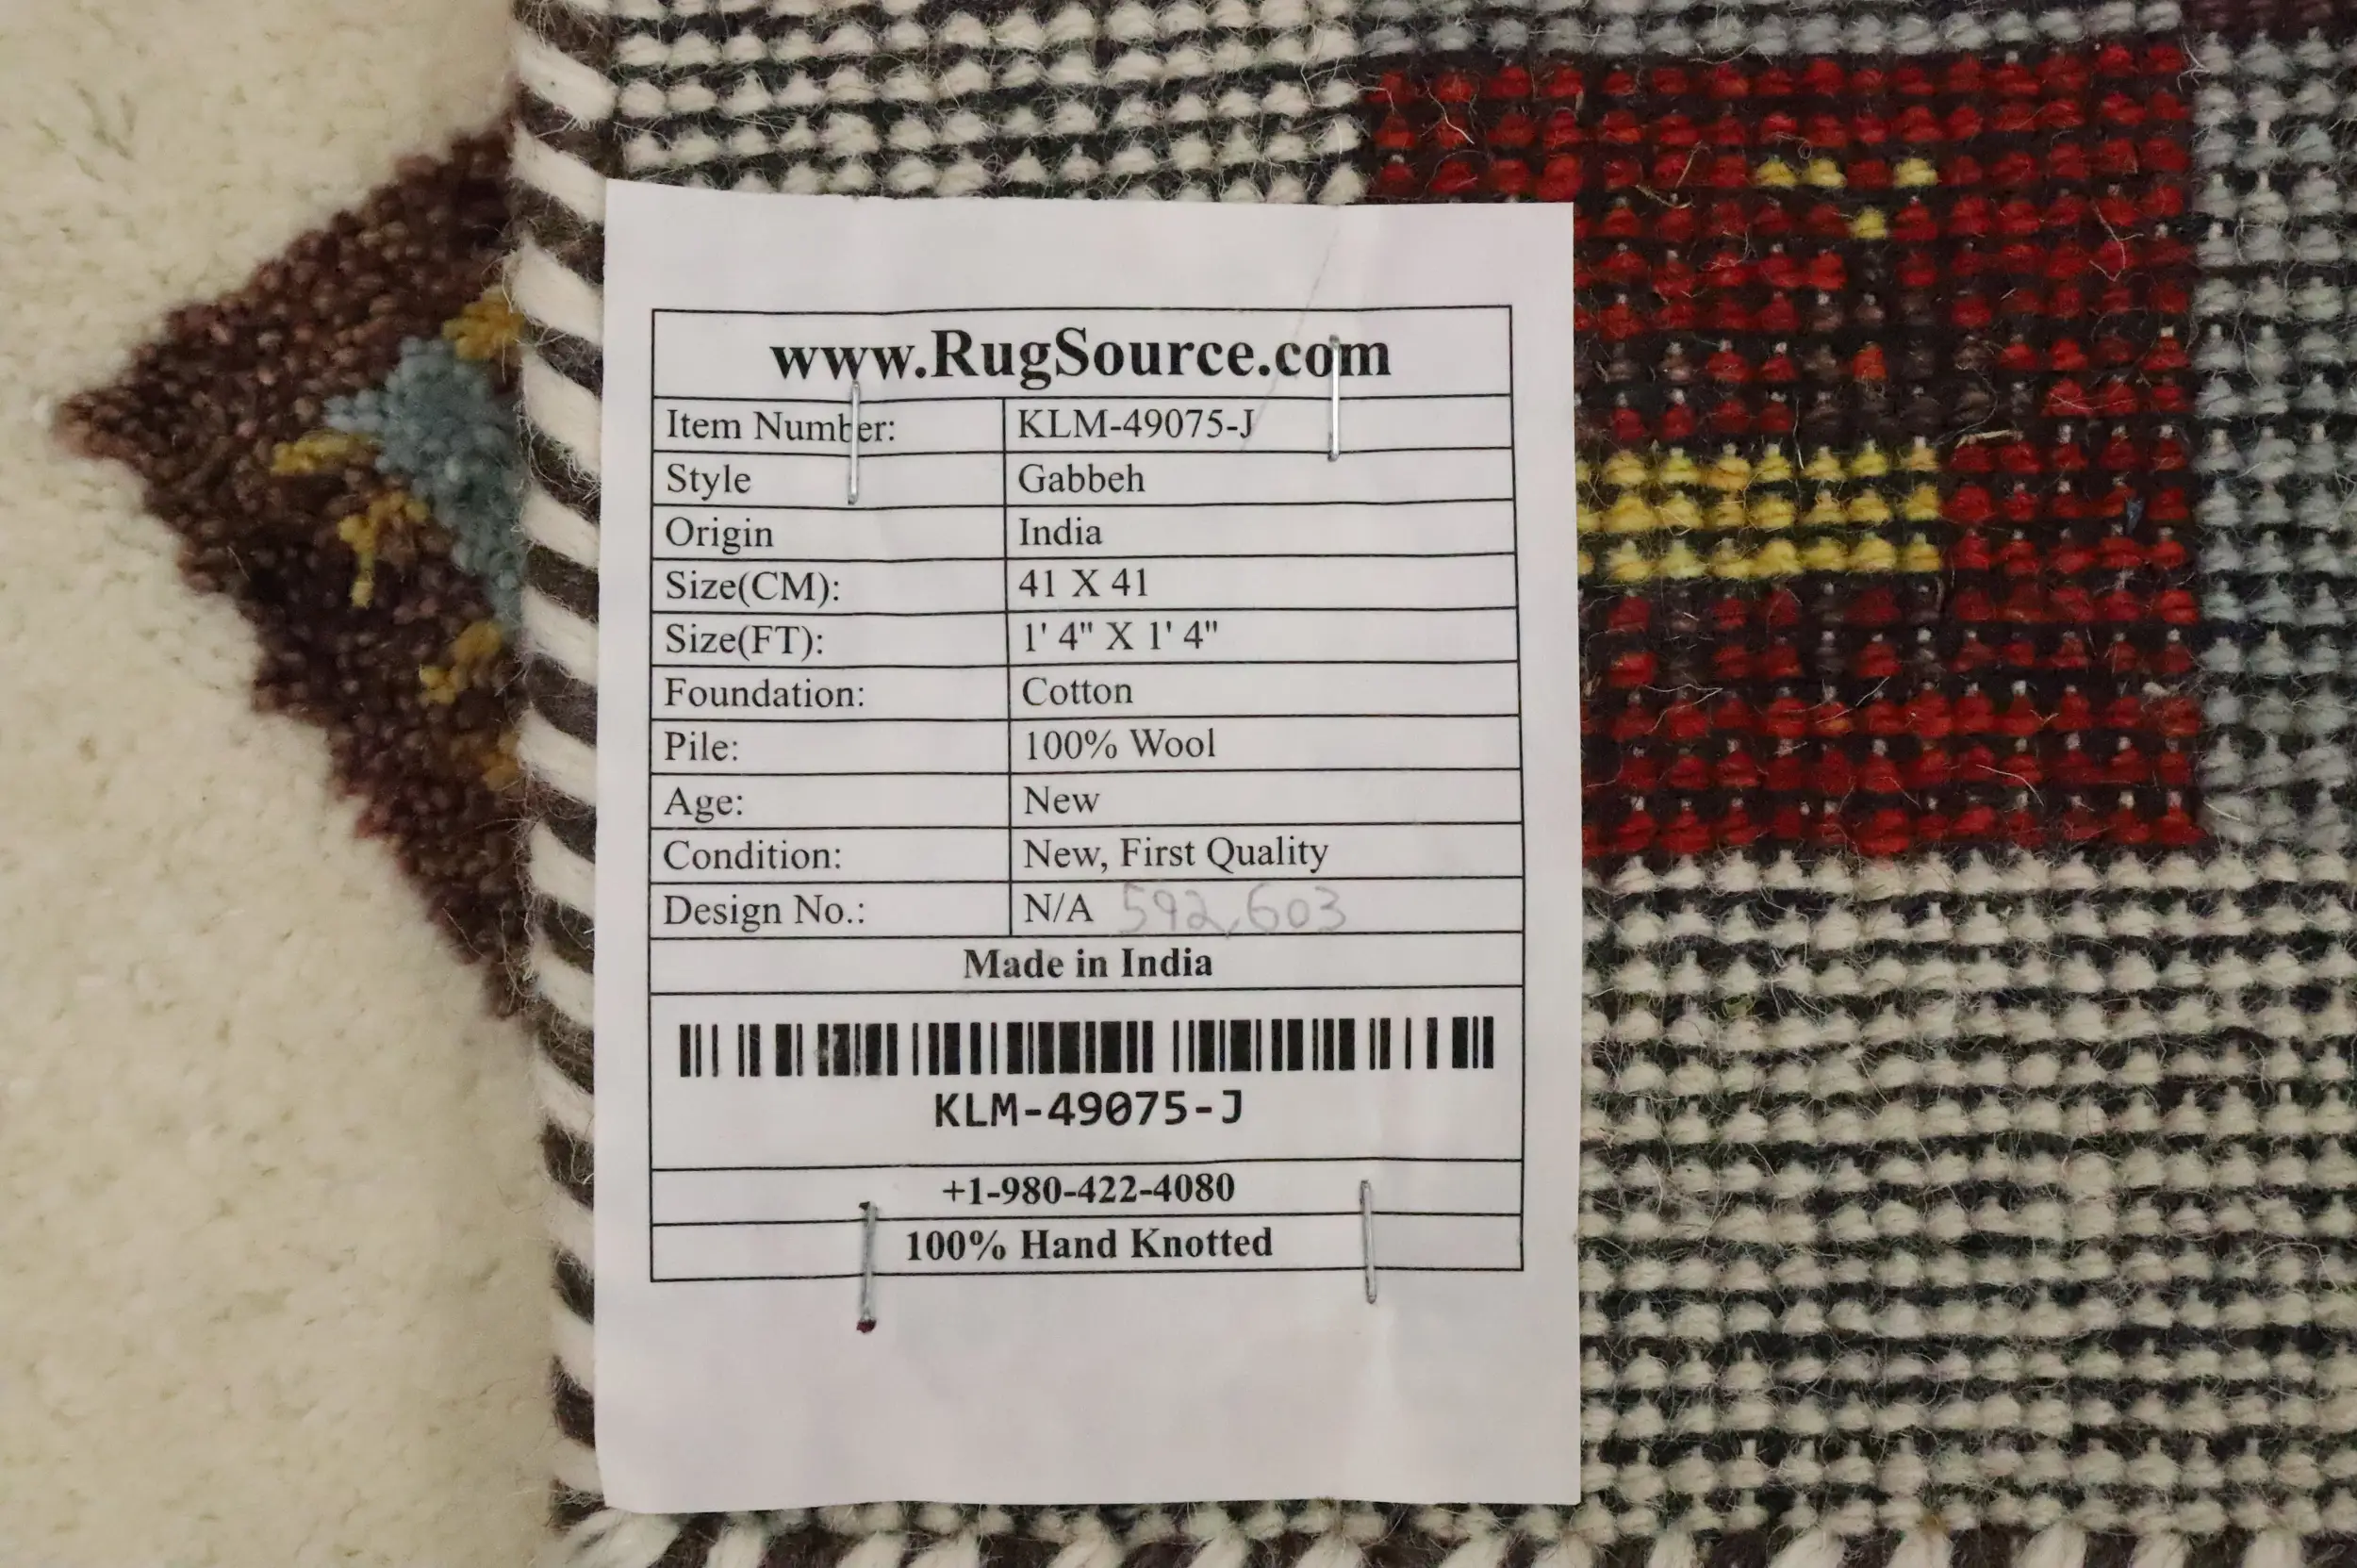 www.RugSource.com
Item Number: KLM-49075-J
Style Gabbeh
Origin India
Size(CM): 41 X 41
Size(FT): 1' 4" X 1' 4"
Foundation: Cotton
Pile: 100% Wool
Age: New
Condition: New, First Quality
Design No.: N/A 592,603
Made in India
KLM-49075-J
+1-980-422-4080
100% Hand Knotted